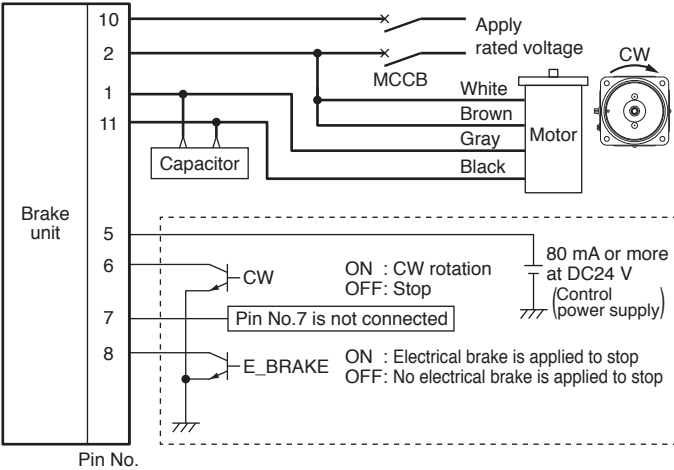 10
Apply
rated voltage
2
MCCB
CW
1
White
Brown
11
Gray
Motor
Black
Capacitor
Brake
unit
5
6
CW
ON : CW rotation
OFF: Stop
80 mA or more
at DC24 V
(Control
power supply)
7
Pin No.7 is not connected
8
E_BRAKE
ON : Electrical brake is applied to stop
OFF: No electrical brake is applied to stop
Pin No.